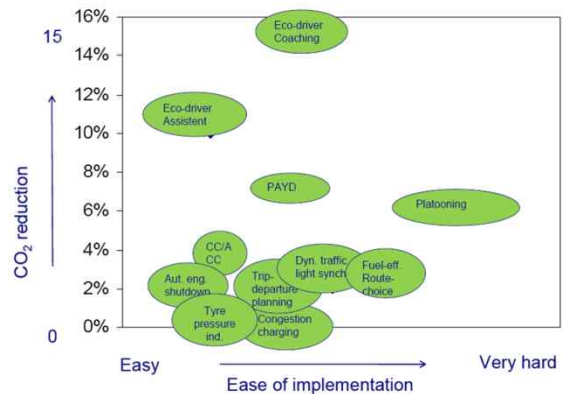 16%
15
14%
12%
10%
8%
6%
4%
2%
0%
0
CO₂ reduction
Eco-driver
Coaching
Eco-driver
Assistent
PAYD
Platooning
CC/A
CC
Dyn. traffic
light synch
Fuel-eff.
Route-
choice
Aut. eng.
shutdown
Trip-
departure
planning
Tyre
pressure
ind.
Congestion
charging
Easy
Very hard
Ease of implementation